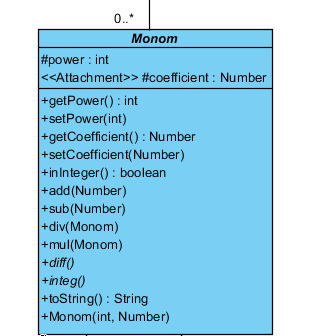 0..*
Monom
#power : int
<<Attachment>> #coefficient : Number
+getPower() : int
+setPower(int)
+getCoefficient() : Number
+setCoefficient(Number)
+inInteger() : boolean
+add(Number)
+sub(Number)
+div(Monom)
+mul(Monom)
+diff()
+integ()
+toString() : String
+Monom(int, Number)